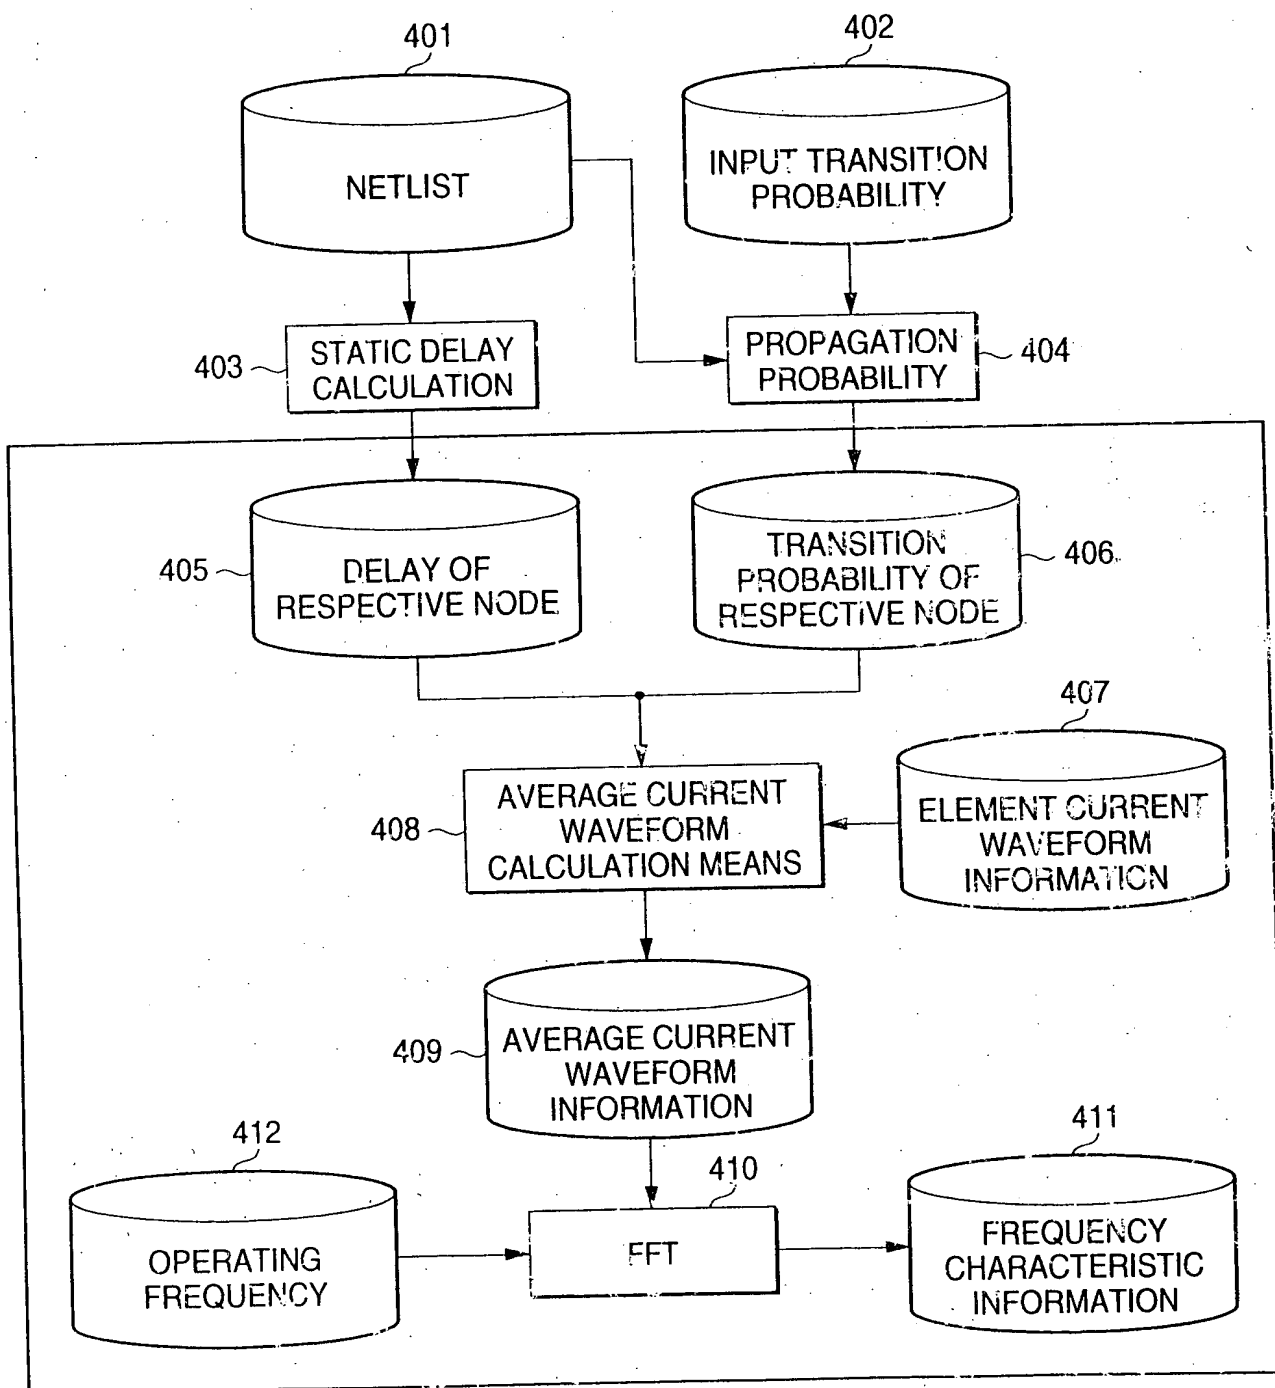 401
402
NETLIST
INPUT TRANSITION
PROBABILITY
403
STATIC DELAY
CALCULATION
PROPAGATION
PROBABILITY
404
405
DELAY OF
RESPECTIVE NODE
TRANSITION
PROBABILITY OF
RESPECTIVE NODE
406
407
408
AVERAGE CURRENT
WAVEFORM
CALCULATION MEANS
ELEMENT CURRENT
WAVEFORM
INFORMATION
409
AVERAGE CURRENT
WAVEFORM
INFORMATION
412
410
411
OPERATING
FREQUENCY
FFT
FREQUENCY
CHARACTERISTIC
INFORMATION